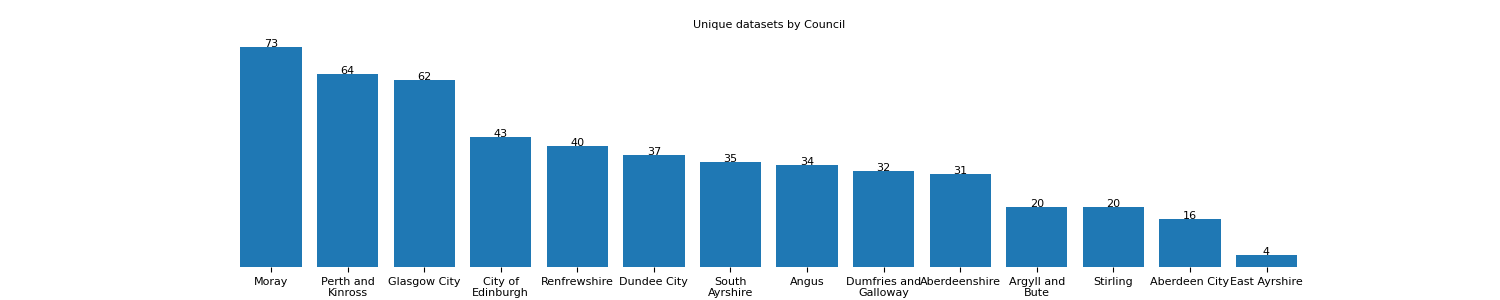 Unique datasets by Council
73
64
62
43
40
37
35
34
32
31
20
20
16
4
Moray
Perth and
Kinross
Glasgow City
City of
Edinburgh
Renfrewshire
Dundee City
South
Ayrshire
Angus
Dumfries and
Galloway
Aberdeenshire
Argyll and
Bute
Stirling
Aberdeen City
East Ayrshire